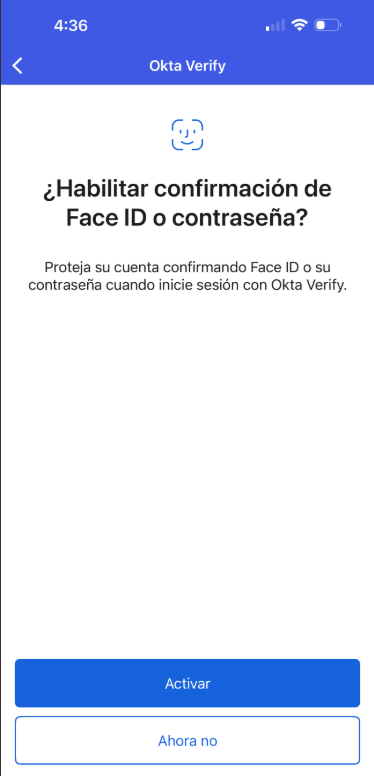 4:36
Okta Verify
¿Habilitar confirmación de
Face ID o contraseña?
Proteja su cuenta confirmando Face ID o su
contraseña cuando inicie sesión con Okta Verify.
Activar
Ahora no